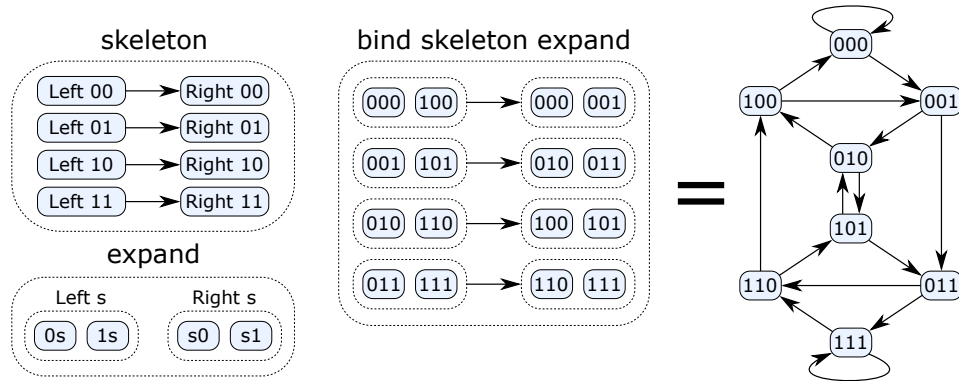 skeleton
Left 00 Right 00
Left 01 Right 01
Left 10 Right 10
Left 11 Right 11
expand
Left s Right s
0s 1s s0 s1
bind skeleton expand
000 100 000 001
001 101 010 011
010 110 100 101
011 111 110 111
=
000
100 001
010
101
110 011
111